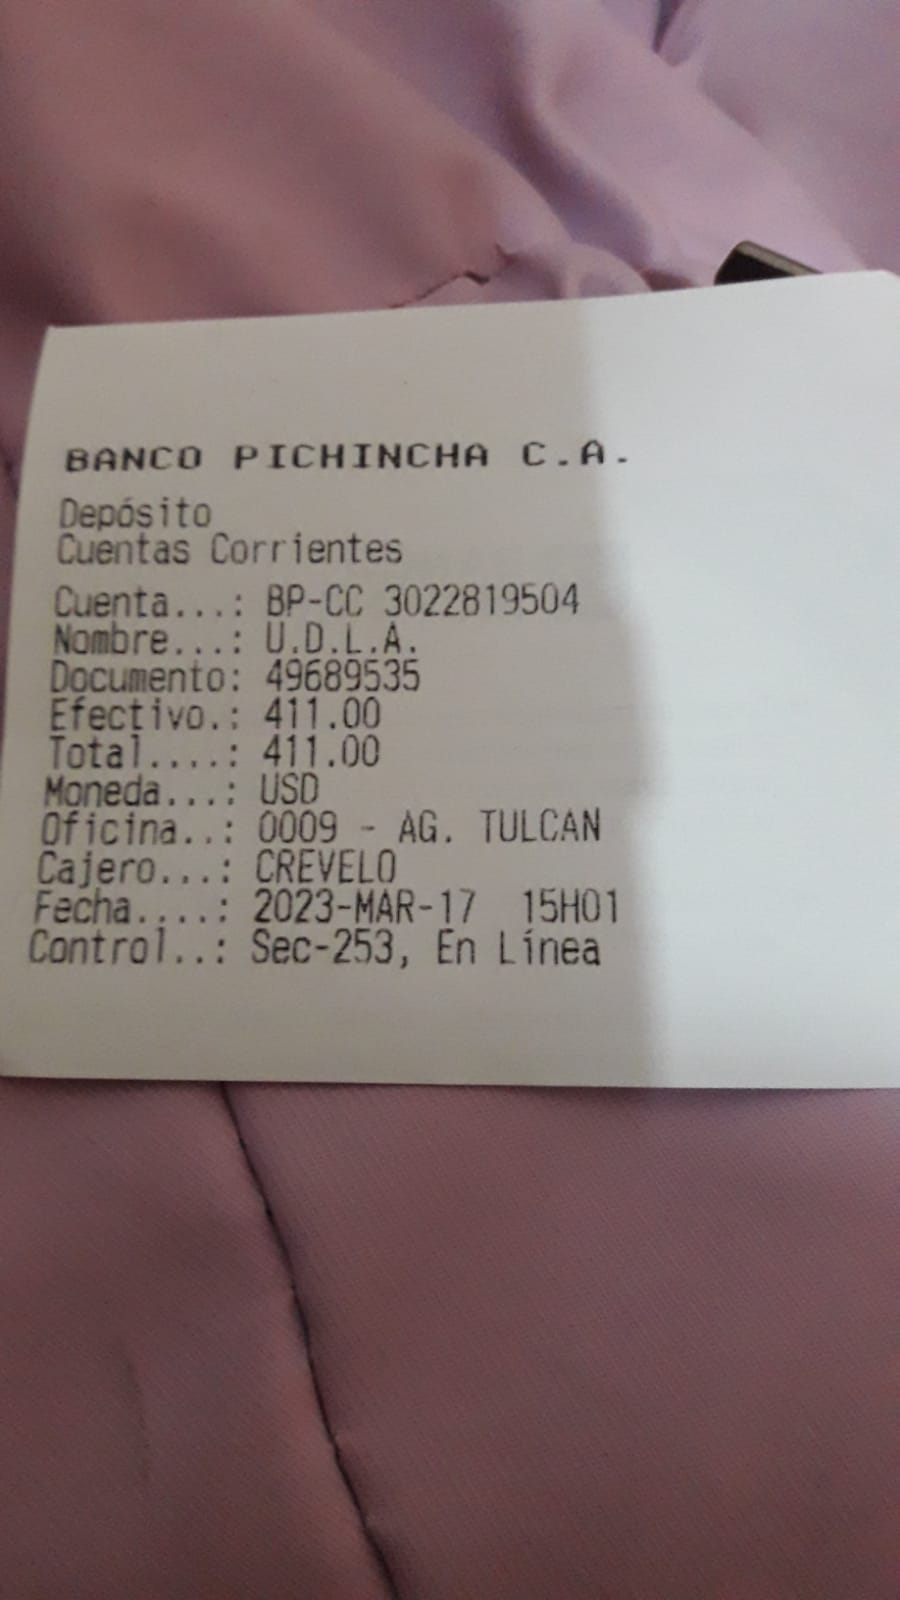 BANCO PICHINCHA C.A.
Depósito
Cuentas Corrientes
Cuenta...: BP-CC 3022819504
Nombre...: U.D.L.A.
Documento: 49689535
Efectivo.: 411.00
Total....: 411.00
Moneda...: USD
Oficina..: 0009 - AG. TULCAN
Cajero...: CREVELO
Fecha....: 2023-MAR-17 15H01
Control..: Sec-253, En Línea